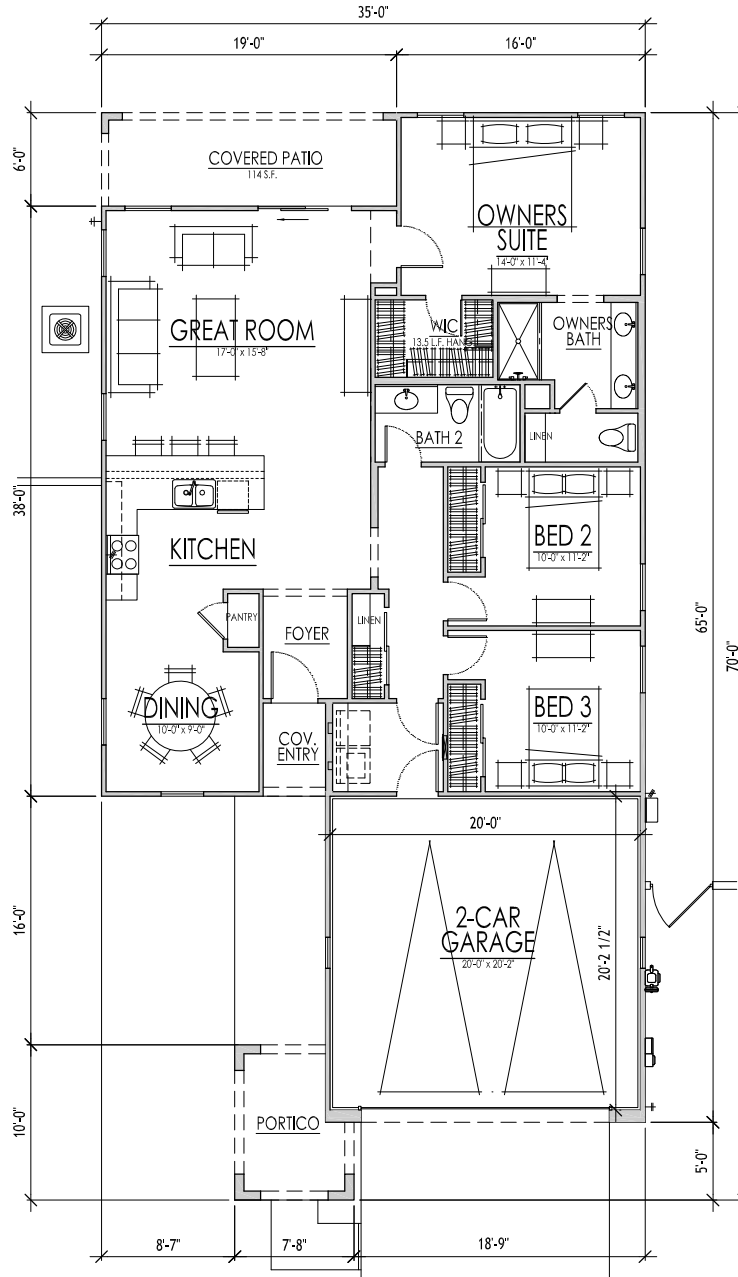 35'-0"
19'-0"
16'-0"
6'-0"
COVERED PATIO
114 S.F.
OWNERS
SUITE
14'-0" x 11'-4
GREAT ROOM
17'-0" x 15'-8"
WIC
13.5 L.F. HANG
OWNERS
BATH
BATH 2
LINEN
38'-0"
KITCHEN
BED 2
10'-0" x 11'-2"
PANTRY
FOYER
LINEN
65'-0"
70'-0"
DINING
10'-0" x 9'-0"
COV.
ENTRY
BED 3
10'-0" x 11'-2"
20'-0"
16'-0"
2-CAR
GARAGE
20'-0" x 20'-2"
20'-2 1/2"
10'-0"
PORTICO
5'-0"
8'-7"
7'-8"
18'-9"